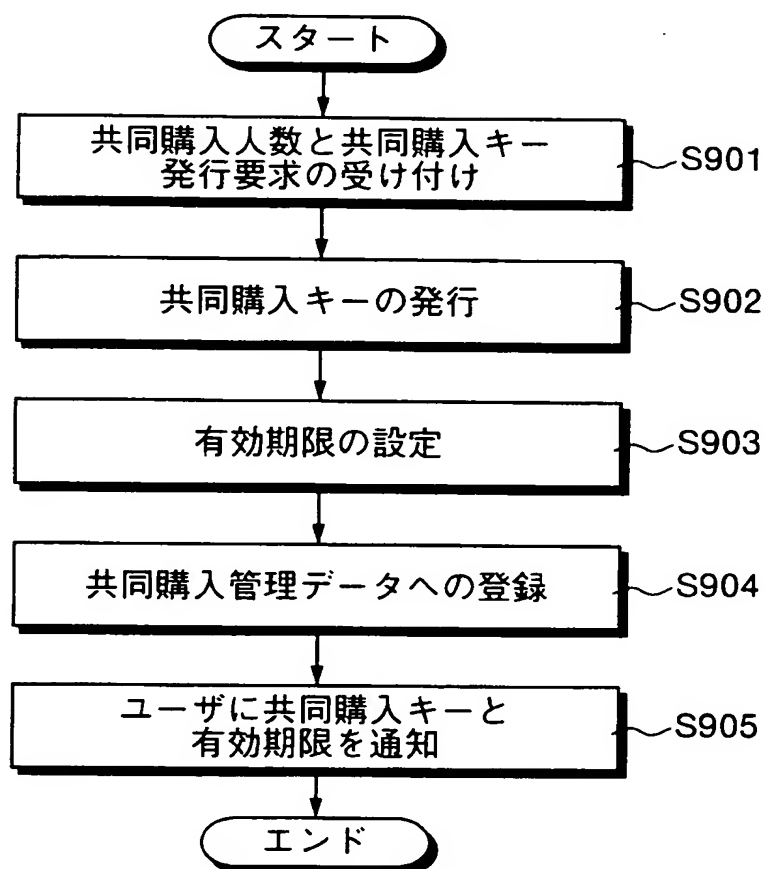 スタート
共同購入人数と共同購入キー
発行要求の受け付け
S901
共同購入キーの発行
S902
有効期限の設定
S903
共同購入管理データへの登録
S904
ユーザに共同購入キーと
有効期限を通知
S905
エンド